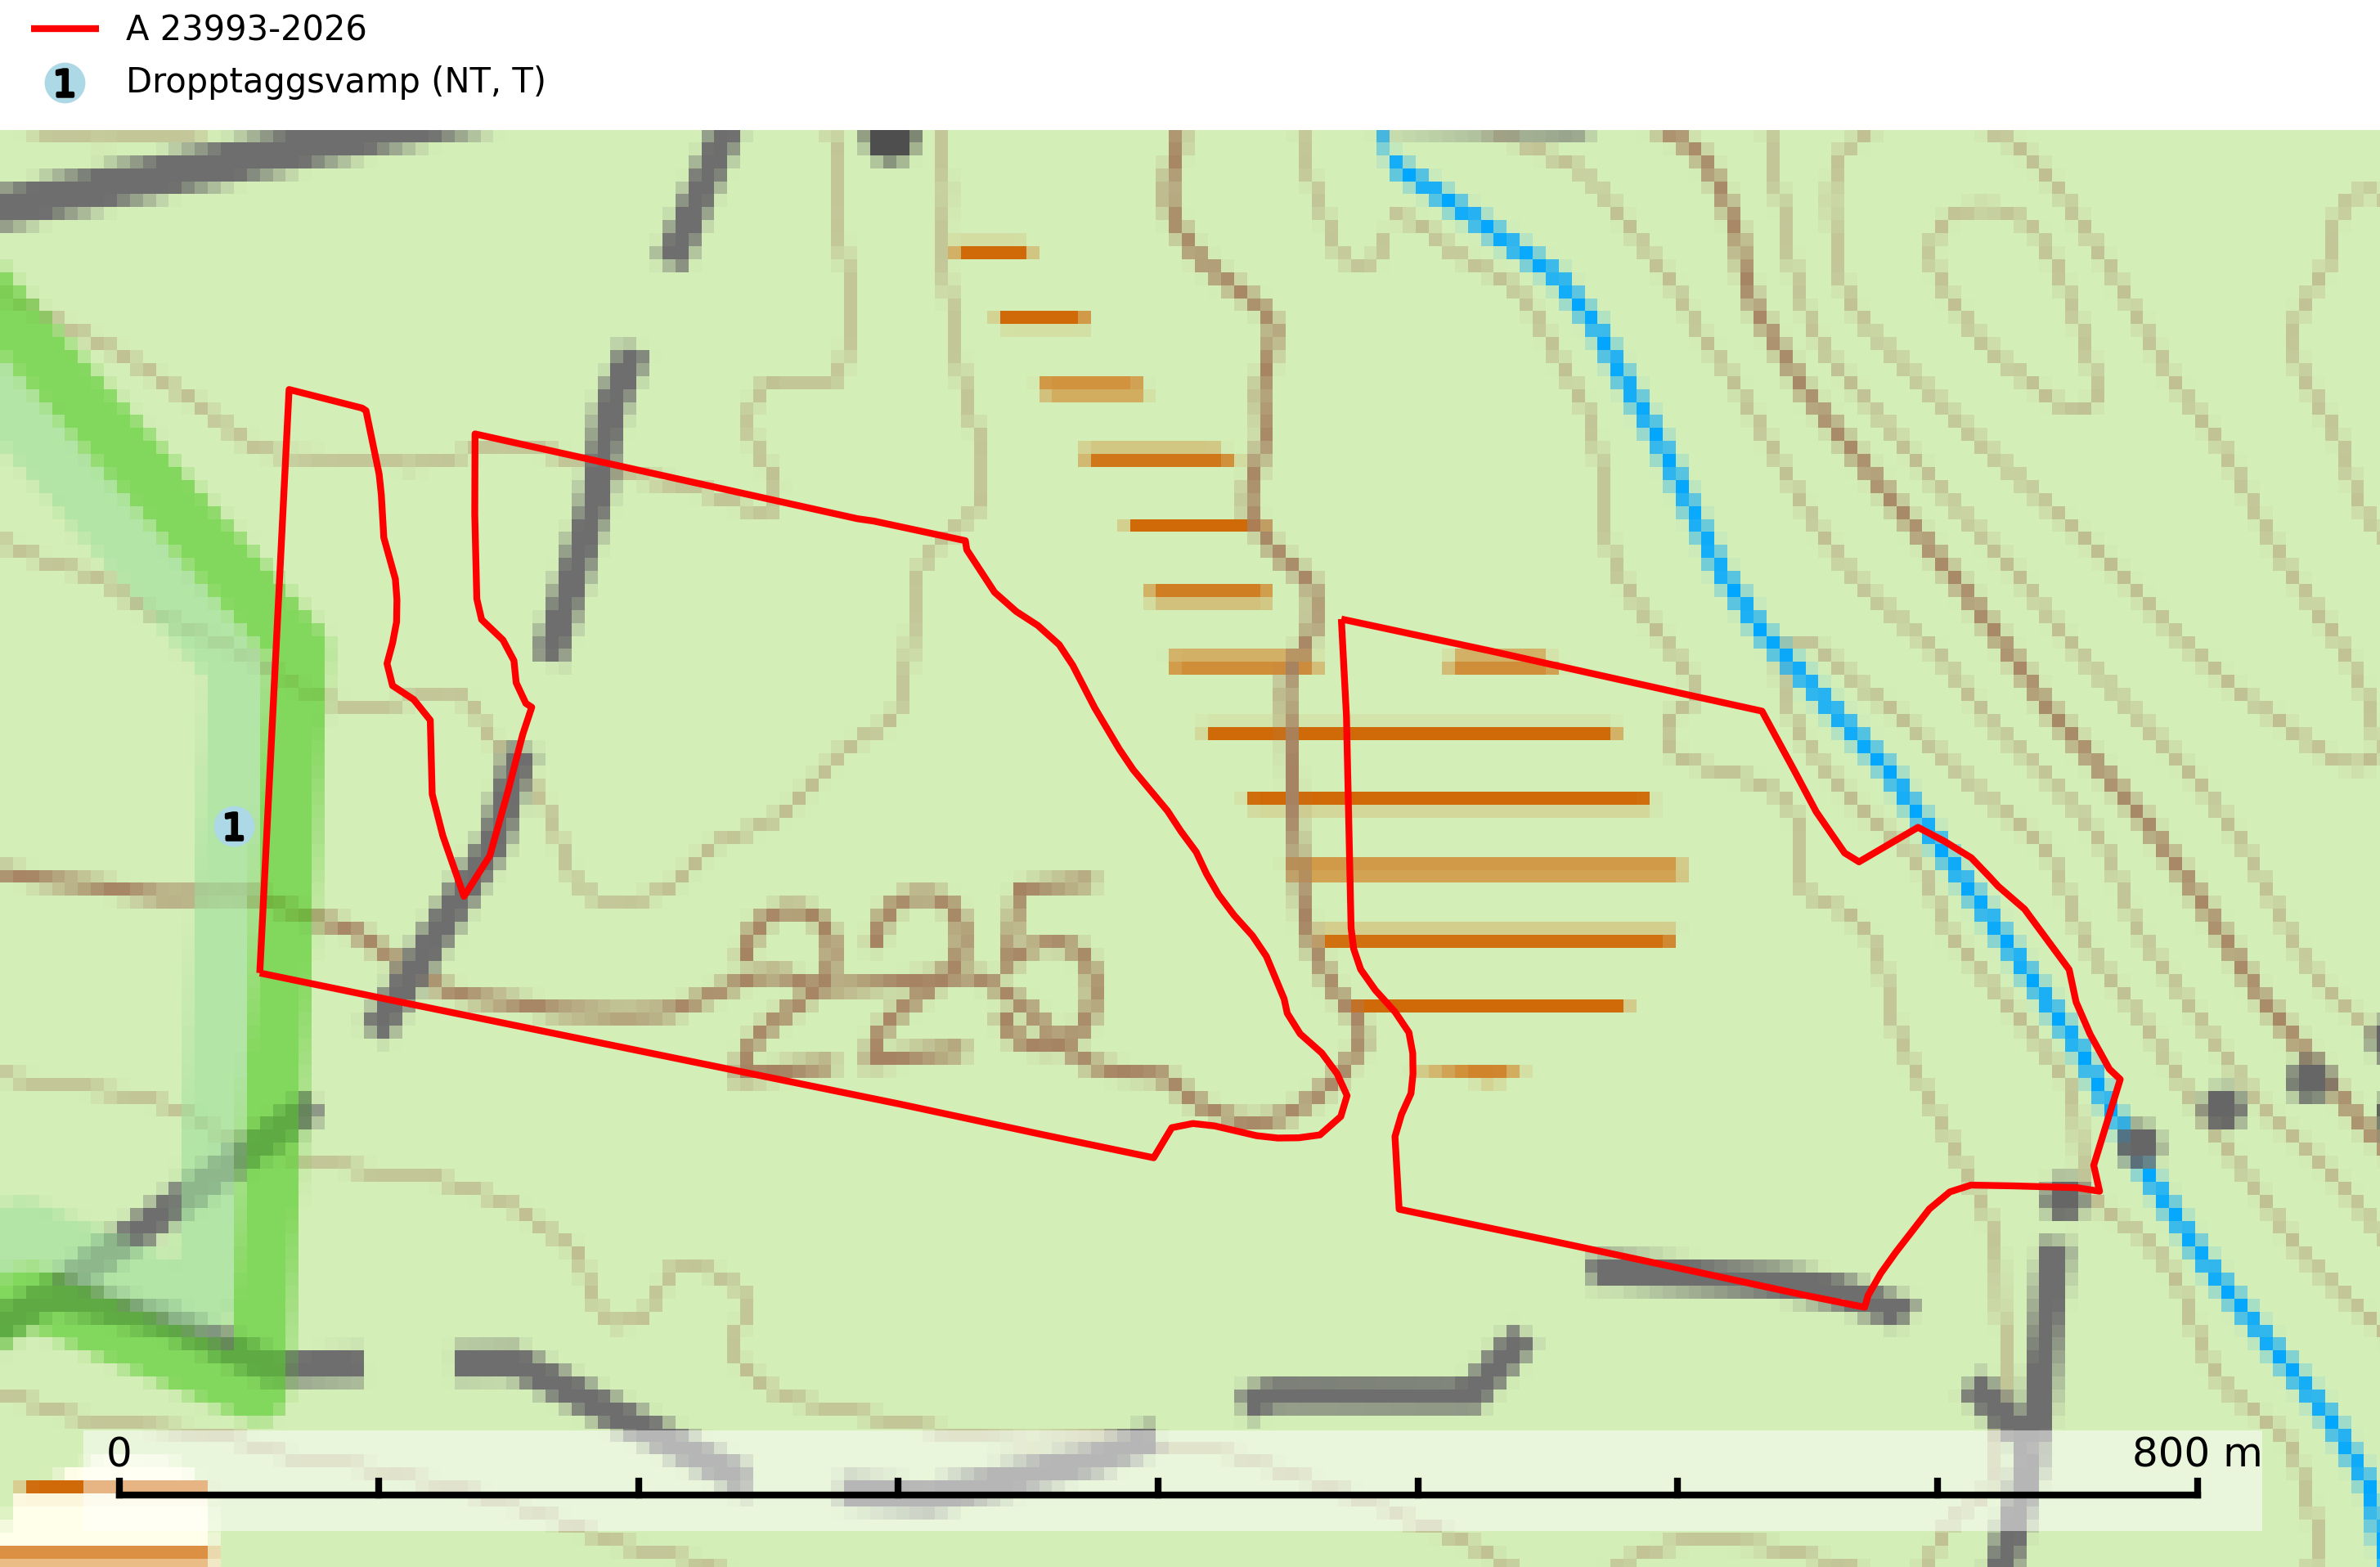 A 23993-2026
1 Dropptaggsvamp (NT, T)
1
225
0 800 m